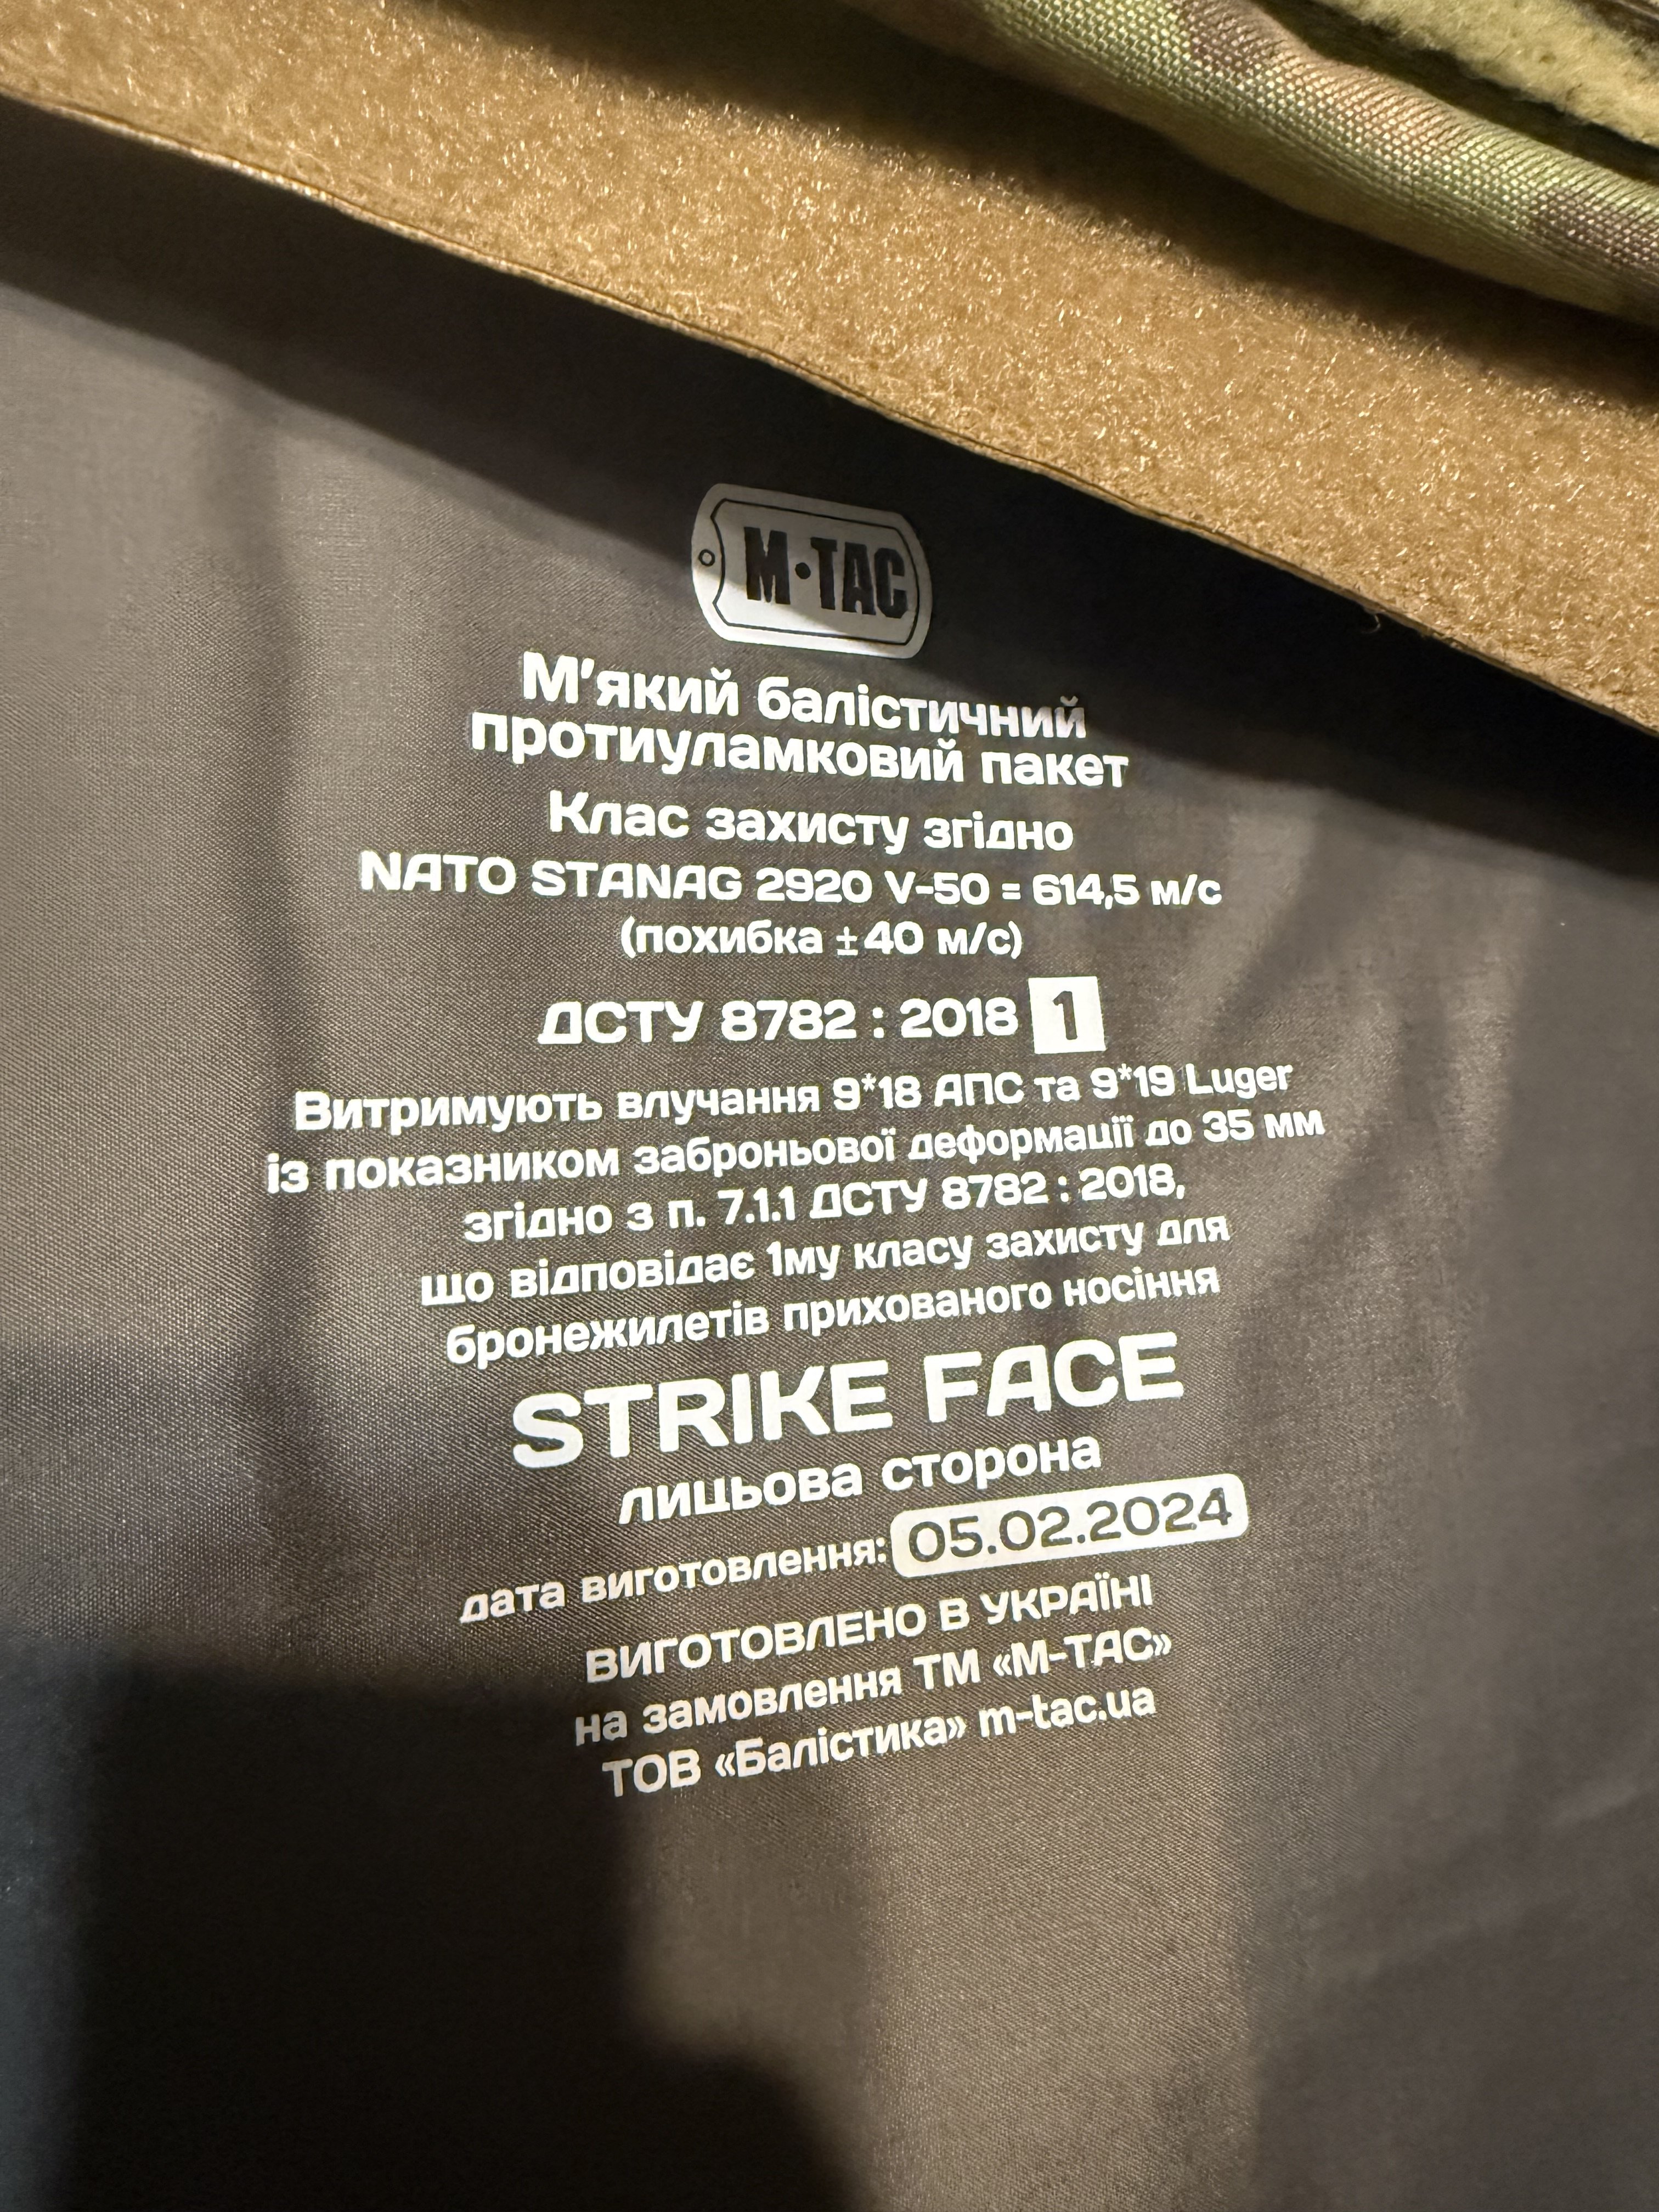 M·TAC
М'який балістичний
протиуламковий пакет
Клас захисту згідно
NATO STANAG 2920 V-50 = 614,5 м/с
(похибка ±40 м/с)
ДСТУ 8782 : 2018 1
Витримують влучання 9*18 АПС та 9*19 Luger
із показником заброньової деформації до 35 мм
згідно з п. 7.1.1 ДСТУ 8782 : 2018,
що відповідає 1му класу захисту для
бронежилетів прихованого носіння
STRIKE FACE
лицьова сторона
дата виготовлення: 05.02.2024
ВИГОТОВЛЕНО В УКРАЇНІ
на замовлення ТМ «М-ТАС»
ТОВ «Балістика» m-tac.ua